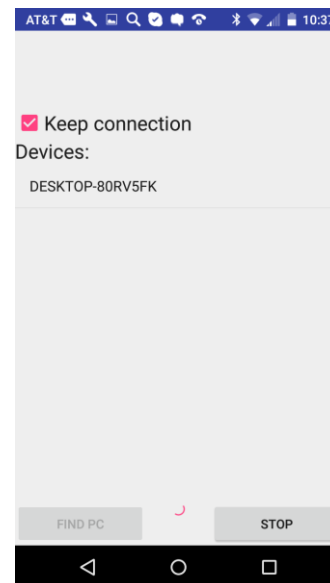 AT&T 10:37
Keep connection
Devices:
DESKTOP-80RV5FK
FIND PC STOP